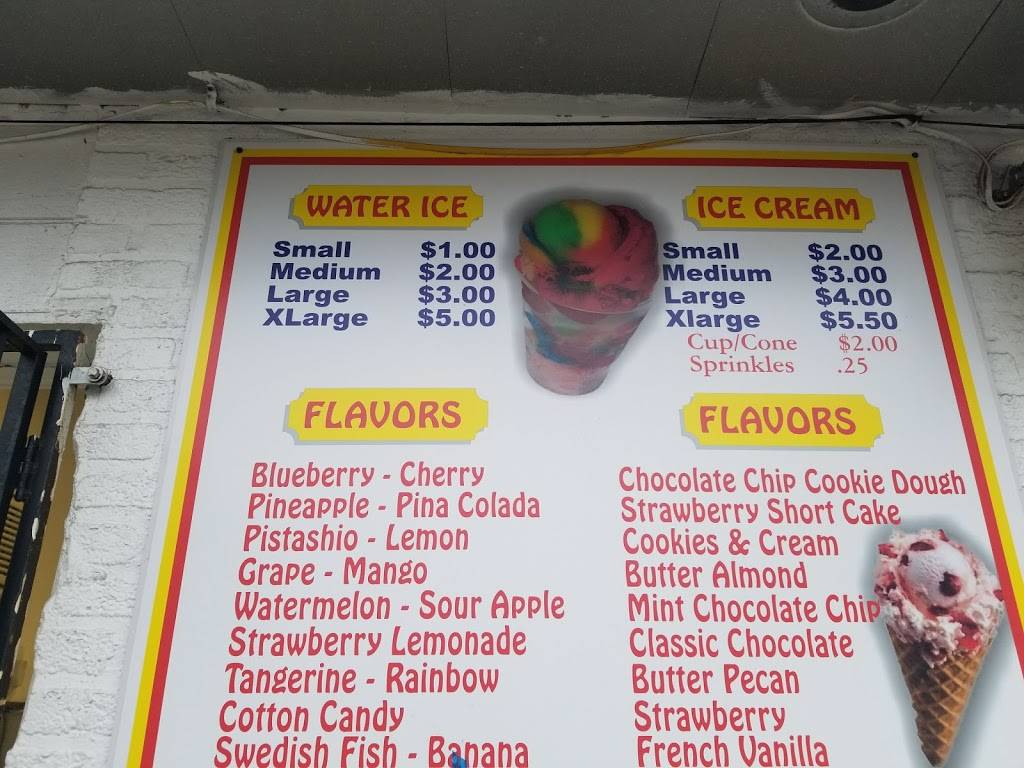 WATER ICE
Small $1.00
Medium $2.00
Large $3.00
XLarge $5.00
ICE CREAM
Small $2.00
Medium $3.00
Large $4.00
Xlarge $5.50
Cup/Cone $2.00
Sprinkles .25
FLAVORS
Blueberry - Cherry
Pineapple - Pina Colada
Pistashio - Lemon
Grape - Mango
Watermelon - Sour Apple
Strawberry Lemonade
Tangerine - Rainbow
Cotton Candy
Swedish Fish - Banana
FLAVORS
Chocolate Chip Cookie Dough
Strawberry Short Cake
Cookies & Cream
Butter Almond
Mint Chocolate Chip
Classic Chocolate
Butter Pecan
Strawberry
French Vanilla